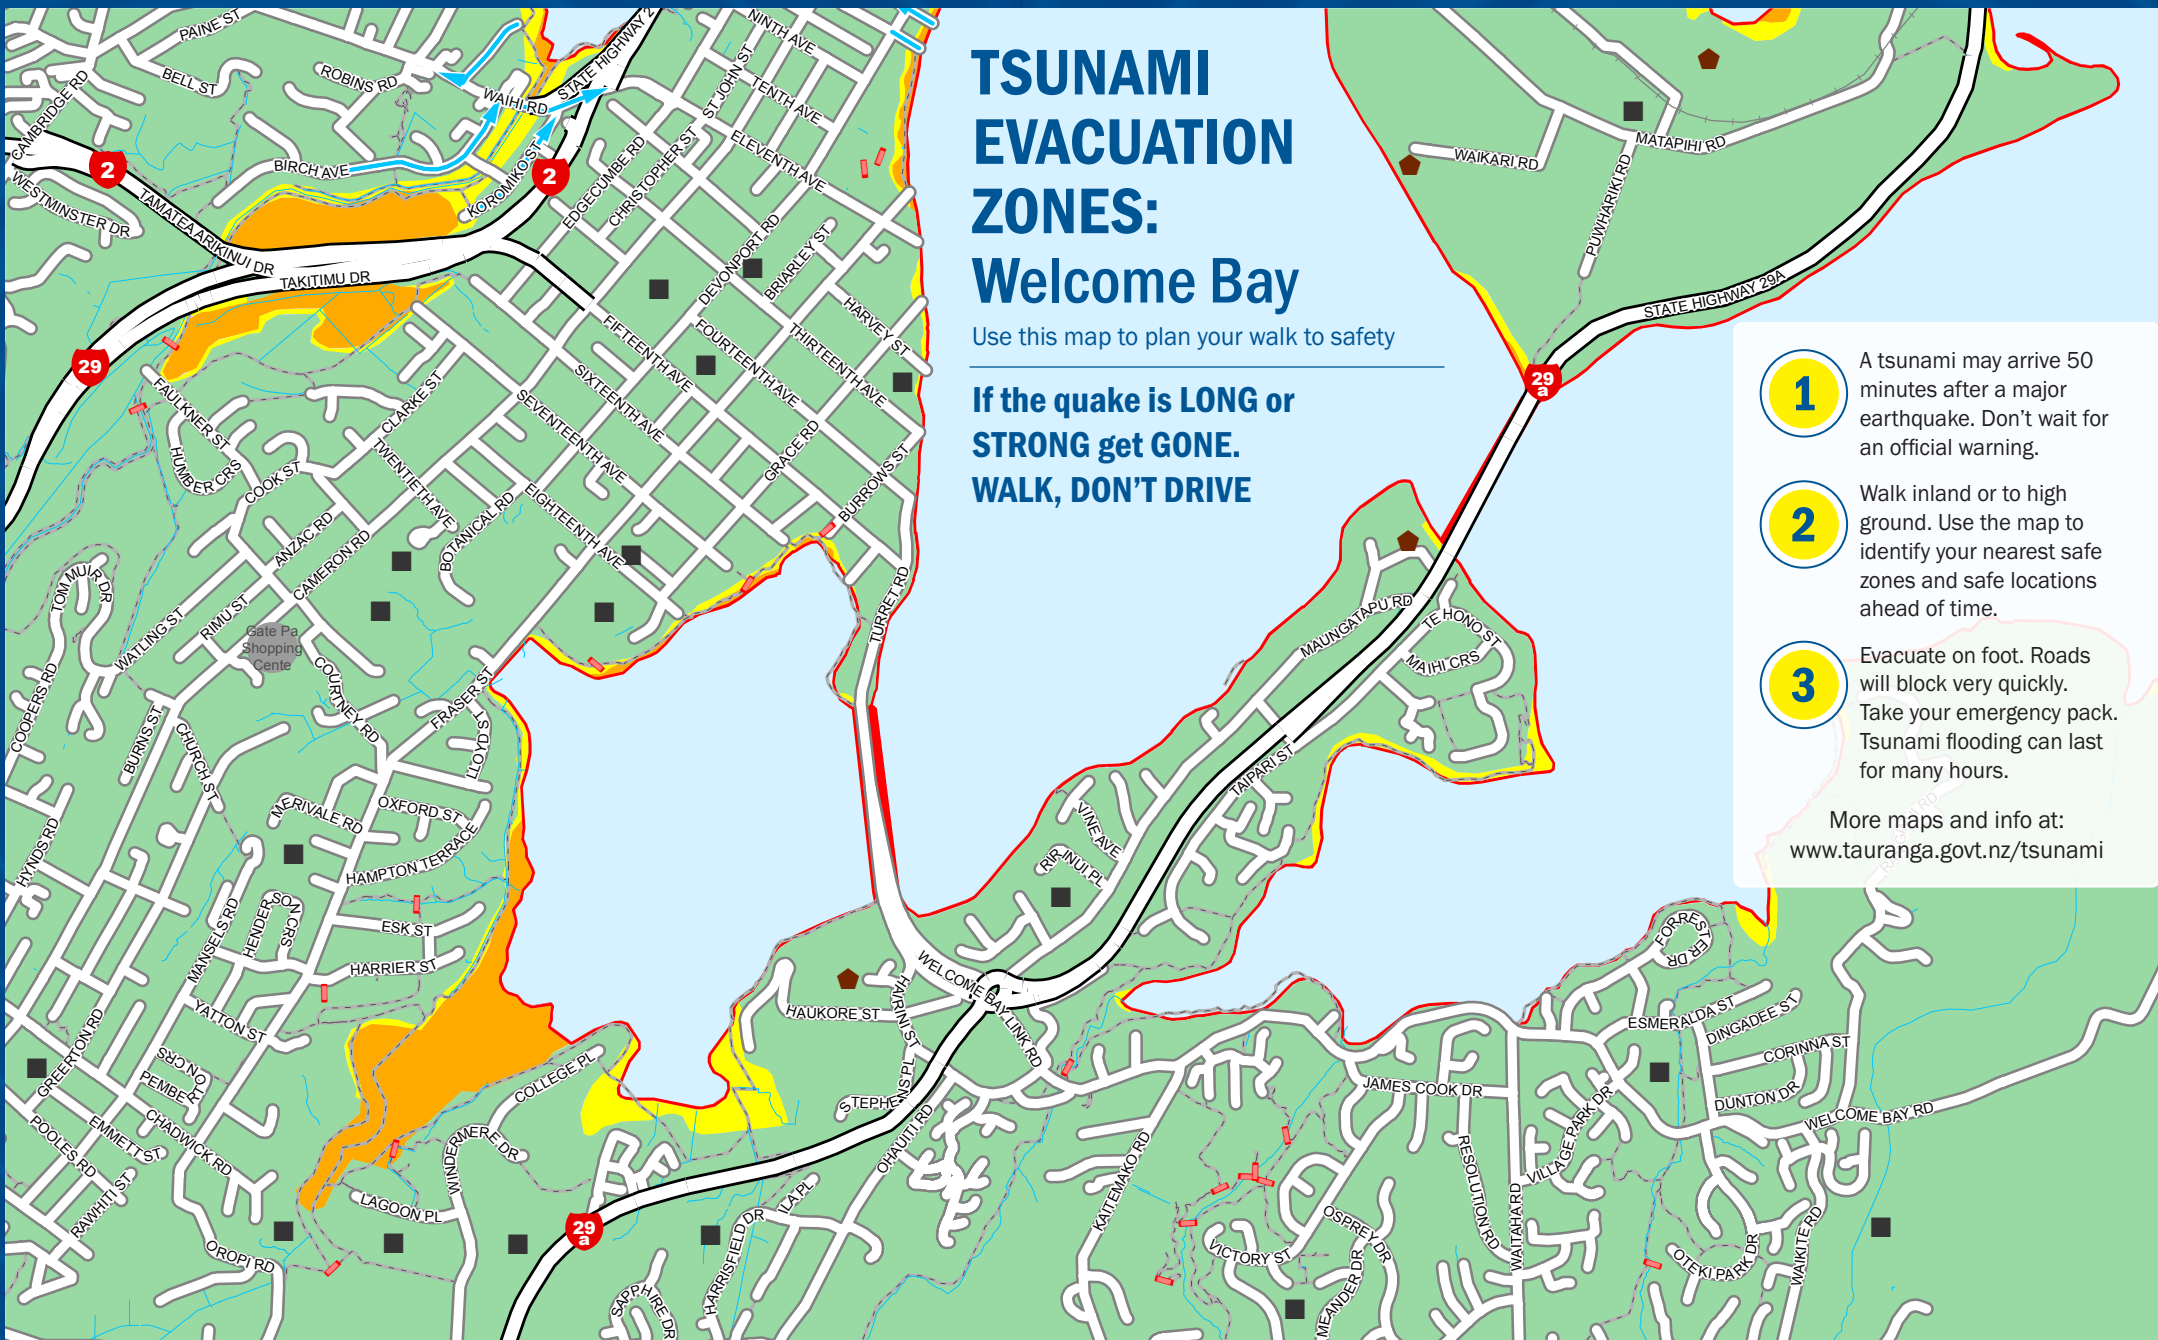 TSUNAMI
EVACUATION
ZONES:
Welcome Bay
Use this map to plan your walk to safety
If the quake is LONG or
STRONG get GONE.
WALK, DON'T DRIVE
1
A tsunami may arrive 50
minutes after a major
earthquake. Don't wait for
an official warning.
2
Walk inland or to high
ground. Use the map to
identify your nearest safe
zones and safe locations
ahead of time.
3
Evacuate on foot. Roads
will block very quickly.
Take your emergency pack.
Tsunami flooding can last
for many hours.
More maps and info at:
www.tauranga.govt.nz/tsunami
PAINE ST
BELL ST
ROBINS RD
CAMBRIDGE RD
WAIHI RD
STATE HIGHWAY 2
NINTH AVE
TENTH AVE
ST JOHN ST
ELEVENTH AVE
CHRISTOPHER ST
EDGECUMBE RD
KOROMIKO ST
BIRCH AVE
2
2
WESTMINSTER DR
TAMATEA ARIKINUI DR
TAKITIMU DR
29
DEVONPORT RD
BRIARLEY ST
HARVEY ST
THIRTEENTH AVE
FOURTEENTH AVE
FIFTEENTH AVE
SIXTEENTH AVE
SEVENTEENTH AVE
EIGHTEENTH AVE
GRACE RD
BURROWS ST
FAULKNER ST
HUMBER CRS
COOK ST
CLARKE ST
TWENTIETH AVE
BOTANICAL RD
ANZAC RD
CAMERON RD
TOM MUIR DR
WATLING ST
RIMU ST
Gate Pa
Shopping
Cente
COURTNEY RD
FRASER ST
LLOYD ST
TURRET RD
COOPERS RD
BURNS ST
CHURCH ST
MERIVALE RD
OXFORD ST
HAMPTON TERRACE
HYNDS RD
MANSELS RD
HENDERSON CRS
ESK ST
HARRIER ST
YATTON ST
GREERTON RD
PEMBERTON CRS
CHADWICK RD
EMMETT ST
POOLES RD
RAWHITI ST
OROPI RD
LAGOON PL
WINDERMERE DR
COLLEGE PL
29
a
HAUKORE ST
HAIRINI ST
STEPHENS PL
WELCOME BAY LINK RD
OHAUITI RD
ILA PL
HARRISFIELD DR
SAPPHIRE DR
WAIKARI RD
MATAPIHI RD
PUWHARIKI RD
STATE HIGHWAY 29A
29
a
MAUNGATAPU RD
TE HONO ST
MAIHI CRS
TAIPARI ST
VINE AVE
RIRINUI PL
FORRESTER DR
ESMERALDA ST
DINGADEE ST
CORINNA ST
DUNTON DR
WELCOME BAY RD
JAMES COOK DR
VILLAGE PARK DR
RESOLUTION RD
WAITAHA RD
KAITEMAKO RD
VICTORY ST
OSPREY DR
MEANDER DR
OTEKI PARK DR
WAIKITE RD